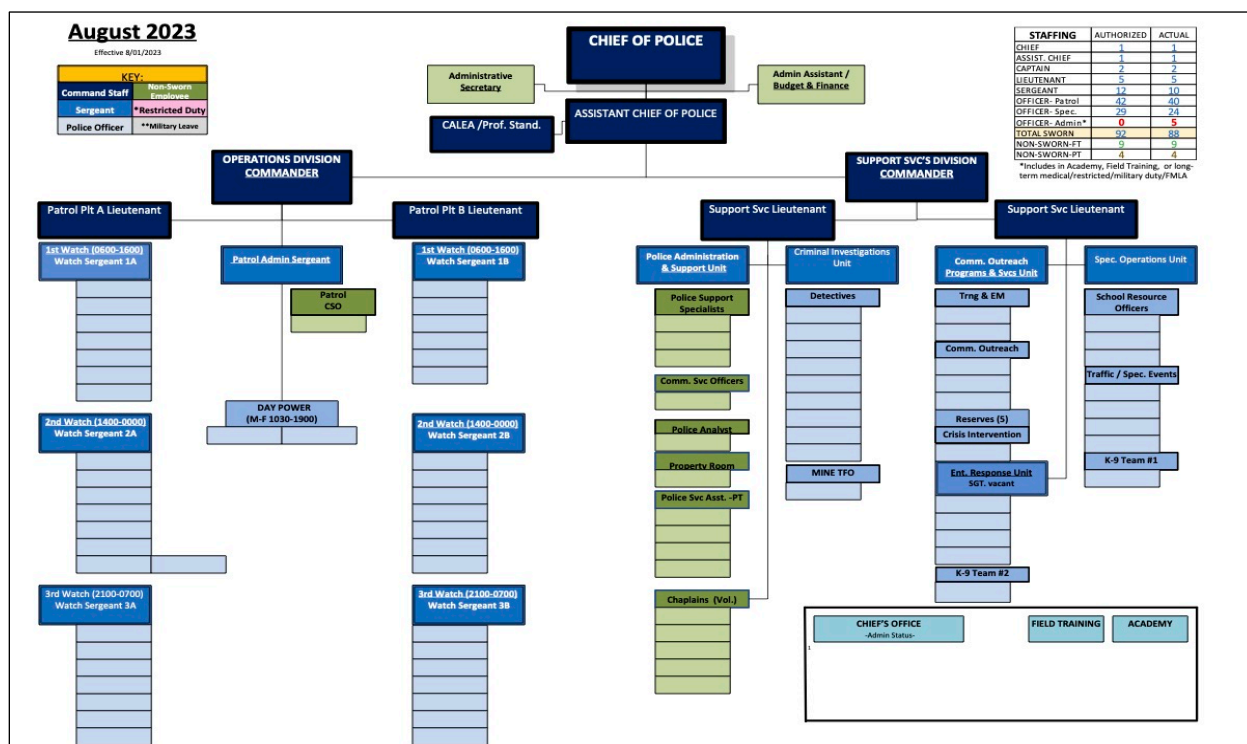 August 2023
Effective 8/01/2023
KEY:
Command Staff
Non-Sworn
Employee
Sergeant
*Restricted Duty
Police Officer
**Military Leave
CHIEF OF POLICE
Administrative
Secretary
Admin Assistant /
Budget & Finance
ASSISTANT CHIEF OF POLICE
CALEA /Prof. Stand.
STAFFING AUTHORIZED ACTUAL
CHIEF 1 1
ASSIST. CHIEF 1 1
CAPTAIN 2 2
LIEUTENANT 5 5
SERGEANT 12 10
OFFICER- Patrol 42 40
OFFICER- Spec. 29 24
OFFICER- Admin* 0 5
TOTAL SWORN 92 88
NON-SWORN-FT 9 9
NON-SWORN-PT 4 4
*Includes in Academy, Field Training, or long-
term medical/restricted/military duty/FMLA
OPERATIONS DIVISION
COMMANDER
SUPPORT SVC'S DIVISION
COMMANDER
Patrol Plt A Lieutenant
Patrol Plt B Lieutenant
Support Svc Lieutenant
Support Svc Lieutenant
1st Watch (0600-1600)
Watch Sergeant 1A
Patrol Admin Sergeant
Patrol
CSO
1st Watch (0600-1600)
Watch Sergeant 1B
DAY POWER
(M-F 1030-1900)
2nd Watch (1400-0000)
Watch Sergeant 2A
2nd Watch (1400-0000)
Watch Sergeant 2B
3rd Watch (2100-0700)
Watch Sergeant 3A
3rd Watch (2100-0700)
Watch Sergeant 3B
Police Administration
& Support Unit
Police Support
Specialists
Comm. Svc Officers
Police Analyst
Property Room
Police Svc Asst. -PT
Chaplains (Vol.)
Criminal Investigations
Unit
Detectives
MINE TFO
Comm. Outreach
Programs & Svcs Unit
Trng & EM
Comm. Outreach
Reserves (5)
Crisis Intervention
Ent. Response Unit
SGT. vacant
K-9 Team #2
Spec. Operations Unit
School Resource
Officers
Traffic / Spec. Events
K-9 Team #1
CHIEF'S OFFICE
-Admin Status-
FIELD TRAINING
ACADEMY
1